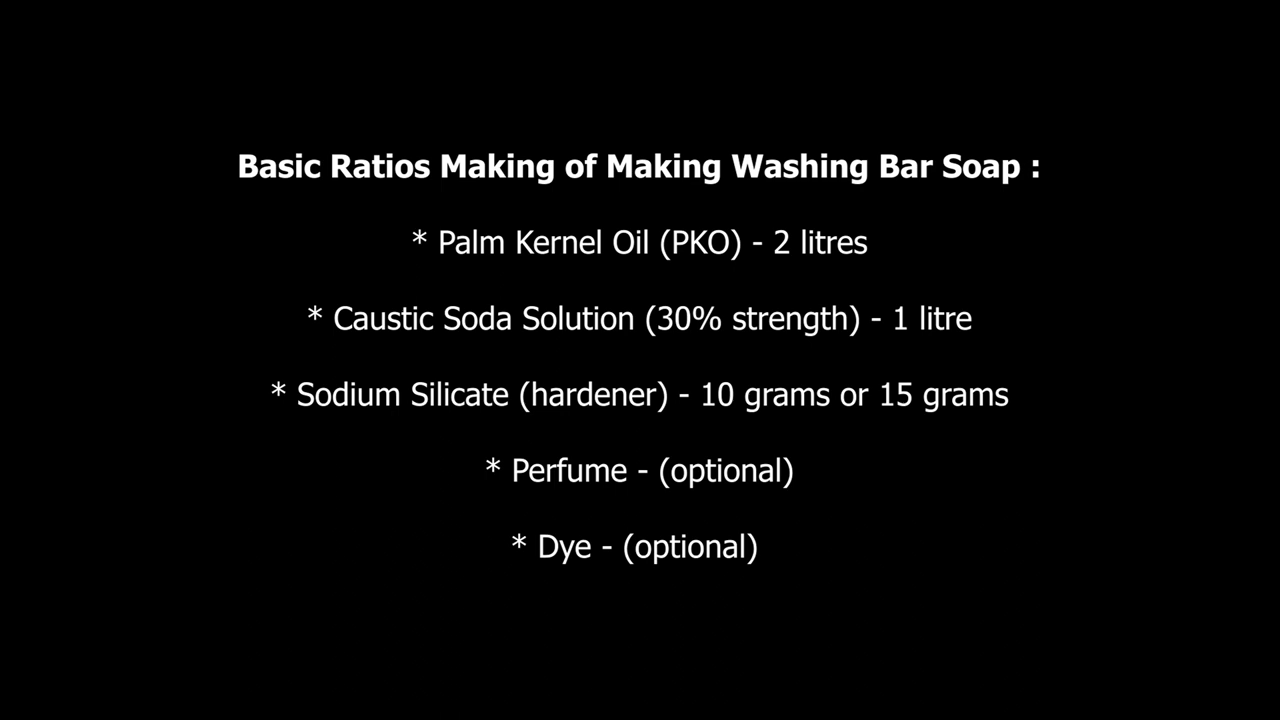 Basic Ratios Making of Making Washing Bar Soap :
* Palm Kernel Oil (PKO) - 2 litres
* Caustic Soda Solution (30% strength) - 1 litre
* Sodium Silicate (hardener) - 10 grams or 15 grams
* Perfume - (optional)
* Dye - (optional)